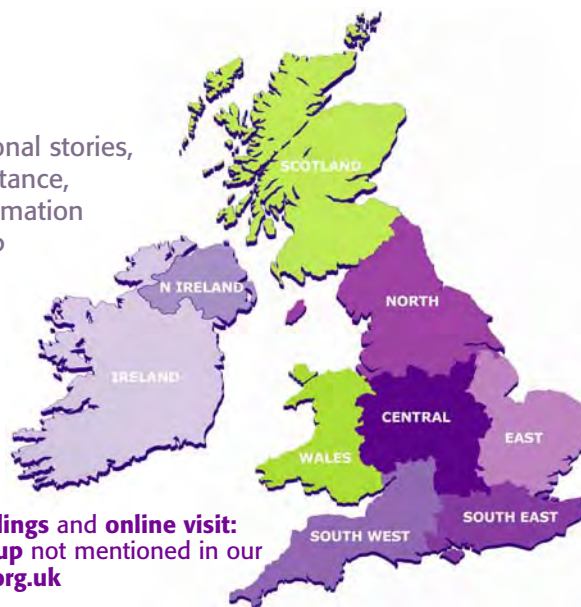 onal stories,
tance,
mation
SCOTLAND
N IRELAND
NORTH
IRELAND
CENTRAL
EAST
WALES
SOUTH EAST
SOUTH WEST
dings and online visit:
up not mentioned in our
org.uk